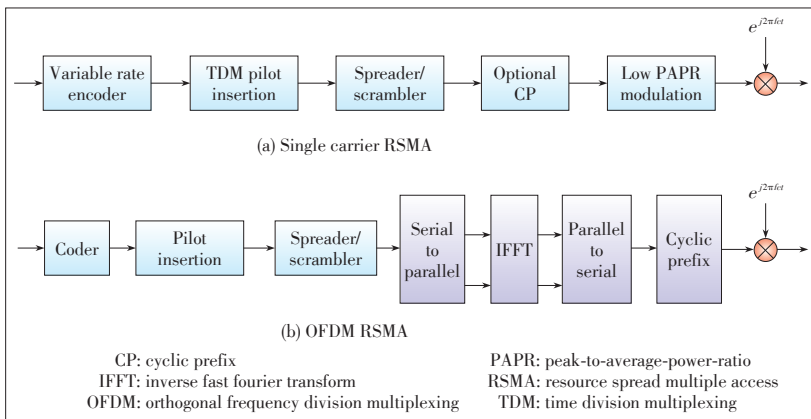 e^{j2πfct}
Variable rate
encoder
TDM pilot
insertion
Spreader/
scrambler
Optional
CP
Low PAPR
modulation
(a) Single carrier RSMA
e^{j2πfct}
Coder
Pilot
insertion
Spreader/
scrambler
Serial
to
parallel
IFFT
Parallel
to
serial
Cyclic
prefix
(b) OFDM RSMA
CP: cyclic prefix
IFFT: inverse fast fourier transform
OFDM: orthogonal frequency division multiplexing
PAPR: peak-to-average-power-ratio
RSMA: resource spread multiple access
TDM: time division multiplexing